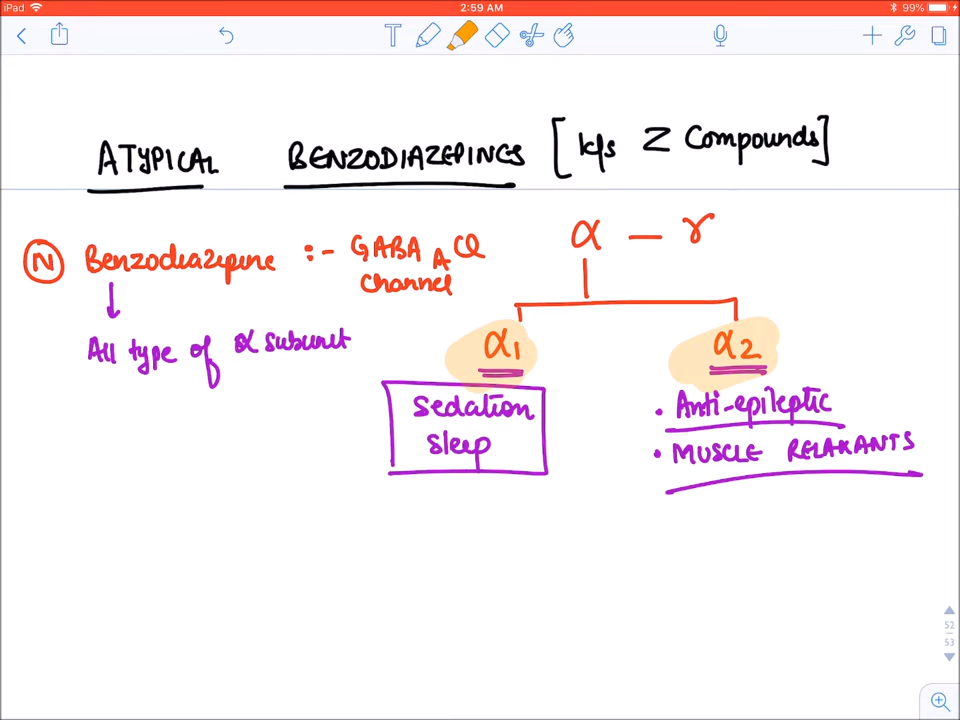 iPad 2:59 AM 99%
T
ATYPICAL BENZODIAZEPINES [k/s Z Compounds]
N Benzodiazepine :- GABA A Cl
Channel
α — γ
All type of α subunit
α1 α2
Sedation
Sleep
. Anti-epileptic
. MUSCLE RELAXANTS
52
53